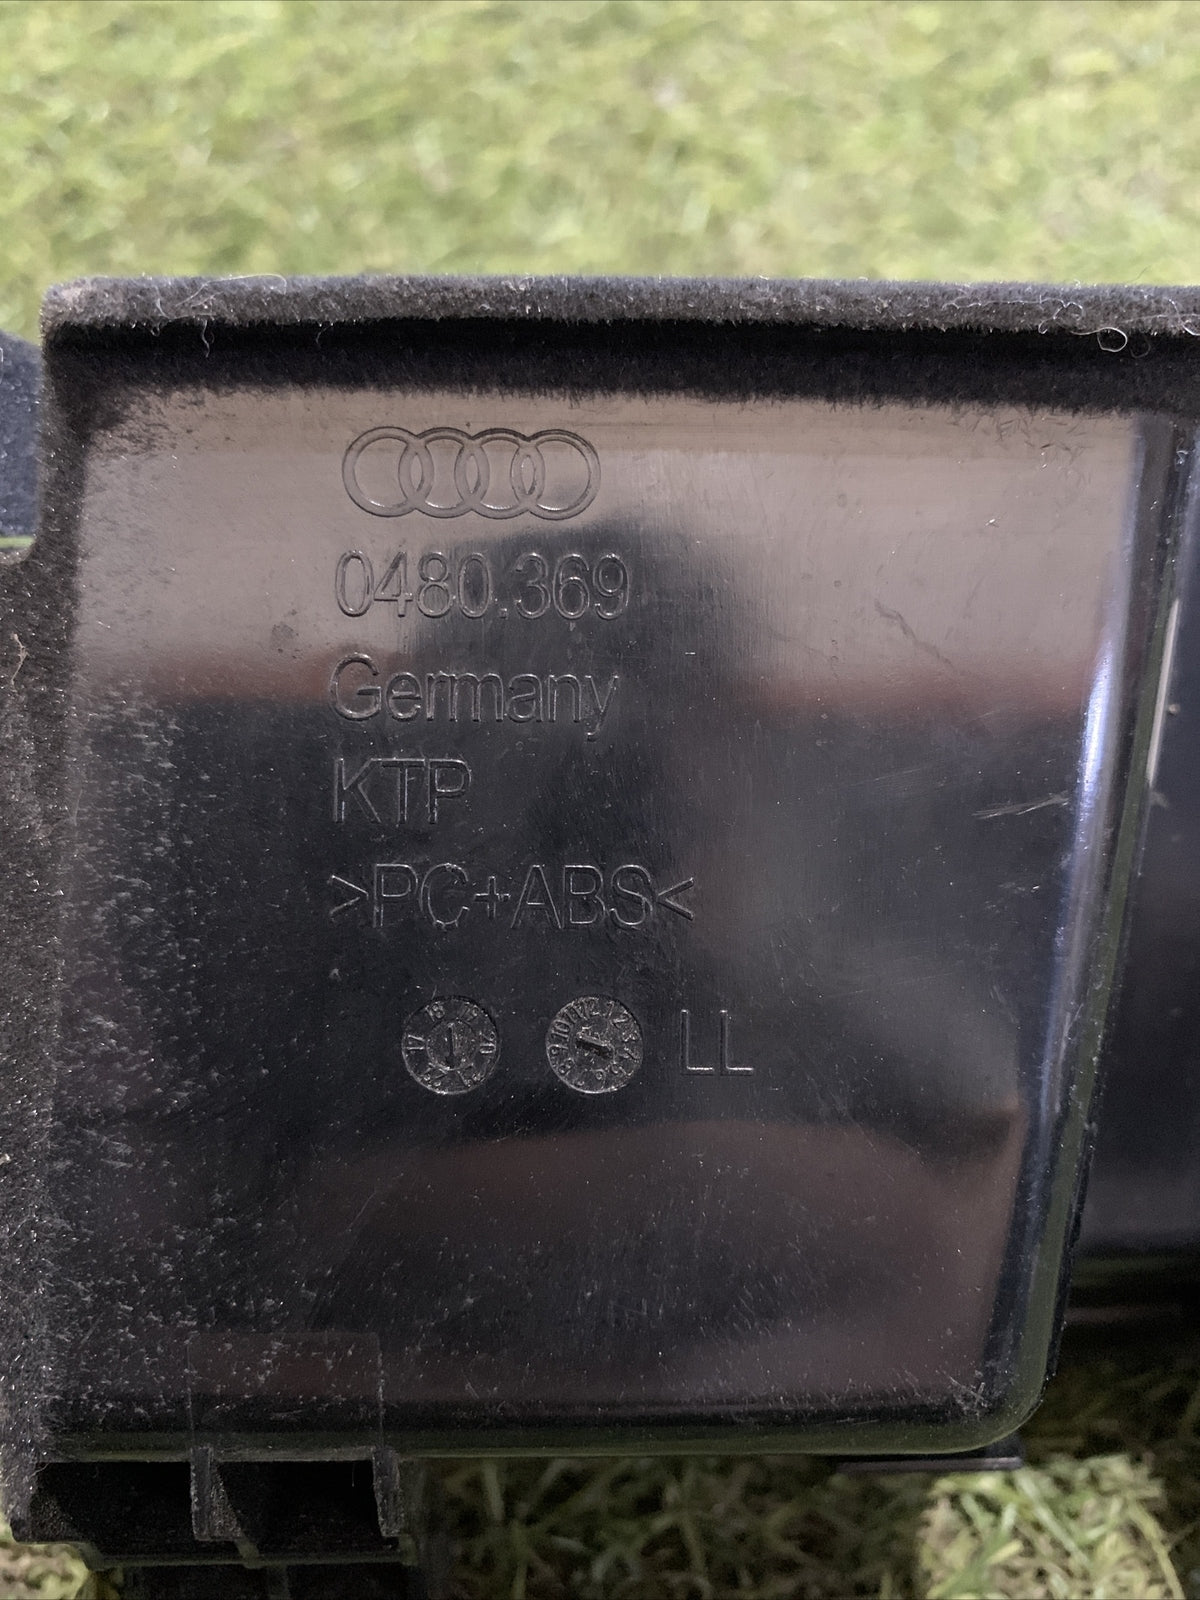 0480.369
Germany
KTP
>PC+ABS<
LL